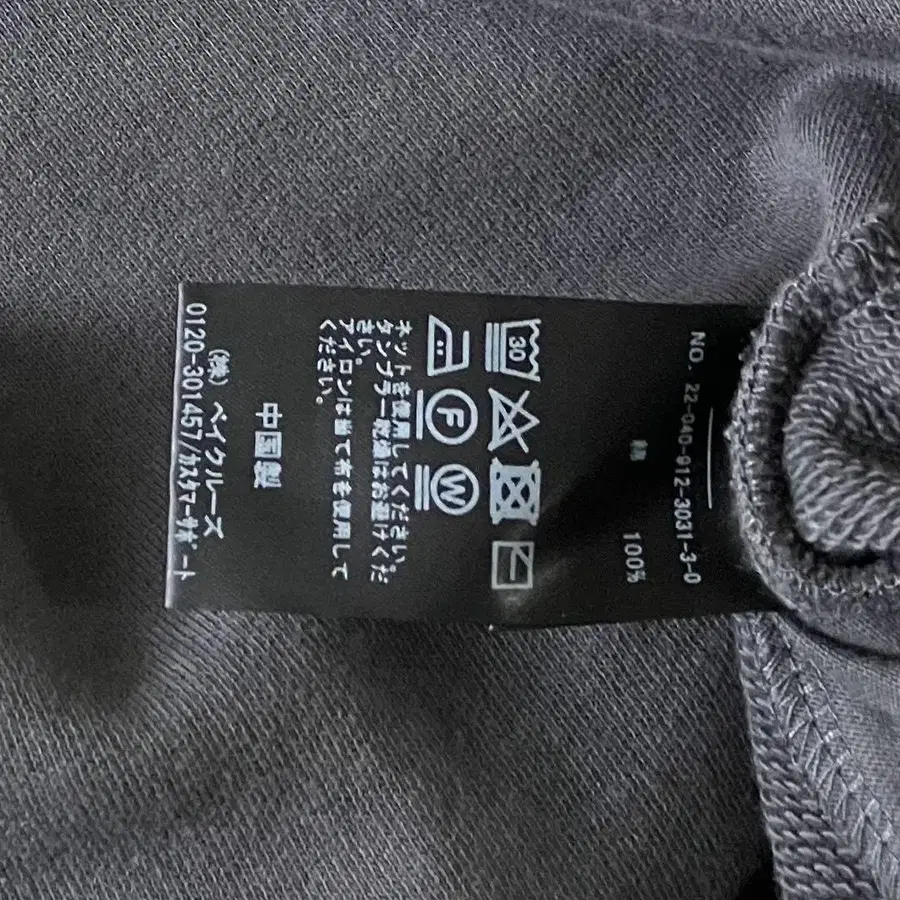 NO. 22-040-912-3031-3-0
綿 100%
30
F W
ネットを使用してください。
タンブラー乾燥はお避けくだ
さい。
アイロンは当て布を使用して
ください。
中国製
(株) ベイクルーズ
0120-301457/カスタマーサポート